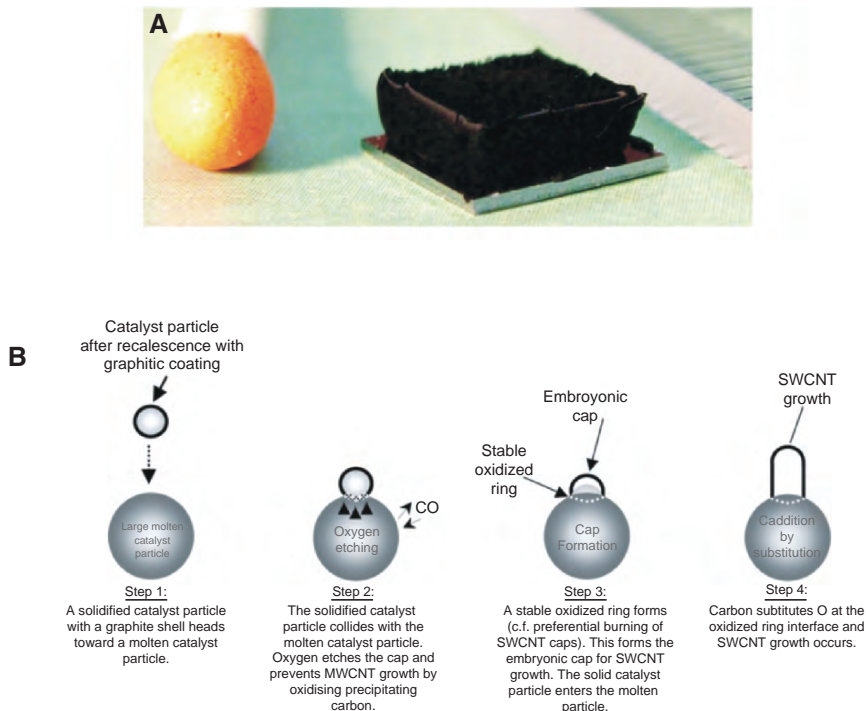 A
B
Catalyst particle
after recalescence with
graphitic coating
Large molten
catalyst
particle
Step 1:
A solidified catalyst particle
with a graphite shell heads
toward a molten catalyst
particle.
CO
Oxygen
etching
Step 2:
The solidified catalyst
particle collides with the
molten catalyst particle.
Oxygen etches the cap and
prevents MWCNT growth by
oxidising precipitating
carbon.
Embroyonic
cap
Stable
oxidized
ring
Cap
Formation
Step 3:
A stable oxidized ring forms
(c.f. preferential burning of
SWCNT caps). This forms the
embryonic cap for SWCNT
growth. The solid catalyst
particle enters the molten
particle.
SWCNT
growth
Caddition
by
substitution
Step 4:
Carbon subtitutes O at the
oxidized ring interface and
SWCNT growth occurs.